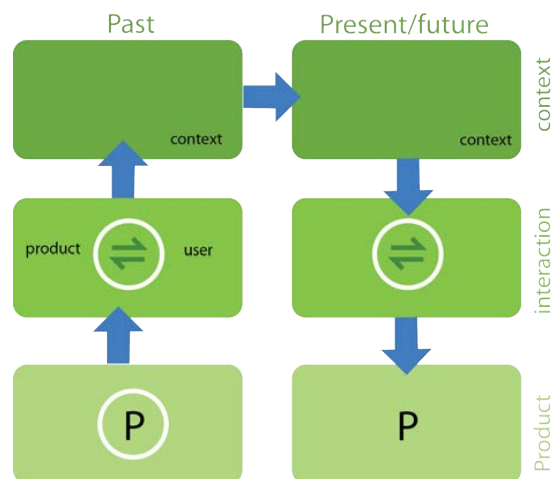 Past
Present/future
context
context
context
product
user
interaction
P
P
Product